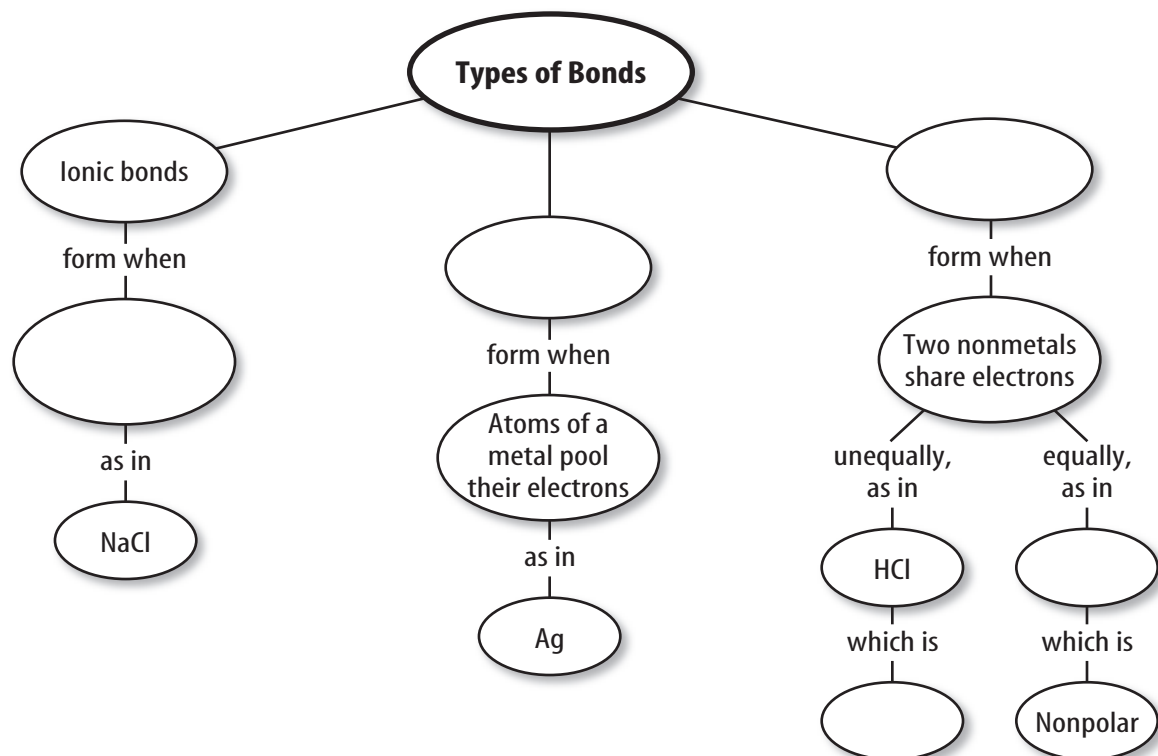 Types of Bonds
Ionic bonds
form when
as in
NaCl
form when
Atoms of a
metal pool
their electrons
as in
Ag
form when
Two nonmetals
share electrons
unequally,
as in
HCl
which is
equally,
as in
which is
Nonpolar